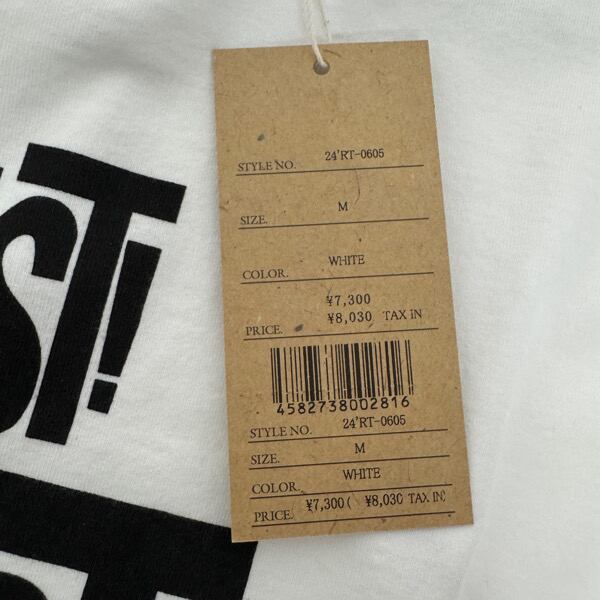 ST!
STYLE NO. 24'RT-0605
SIZE. M
COLOR. WHITE
¥7,300
PRICE. ¥8,030 TAX IN
4582738002816
STYLE NO. 24'RT-0605
SIZE. M
COLOR. WHITE
PRICE. ¥7,300 ( ¥8,030 TAX IN)